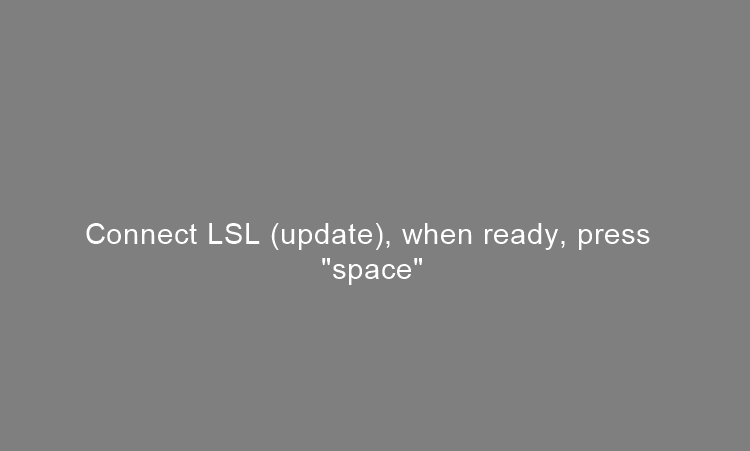 Connect LSL (update), when ready, press
"space"